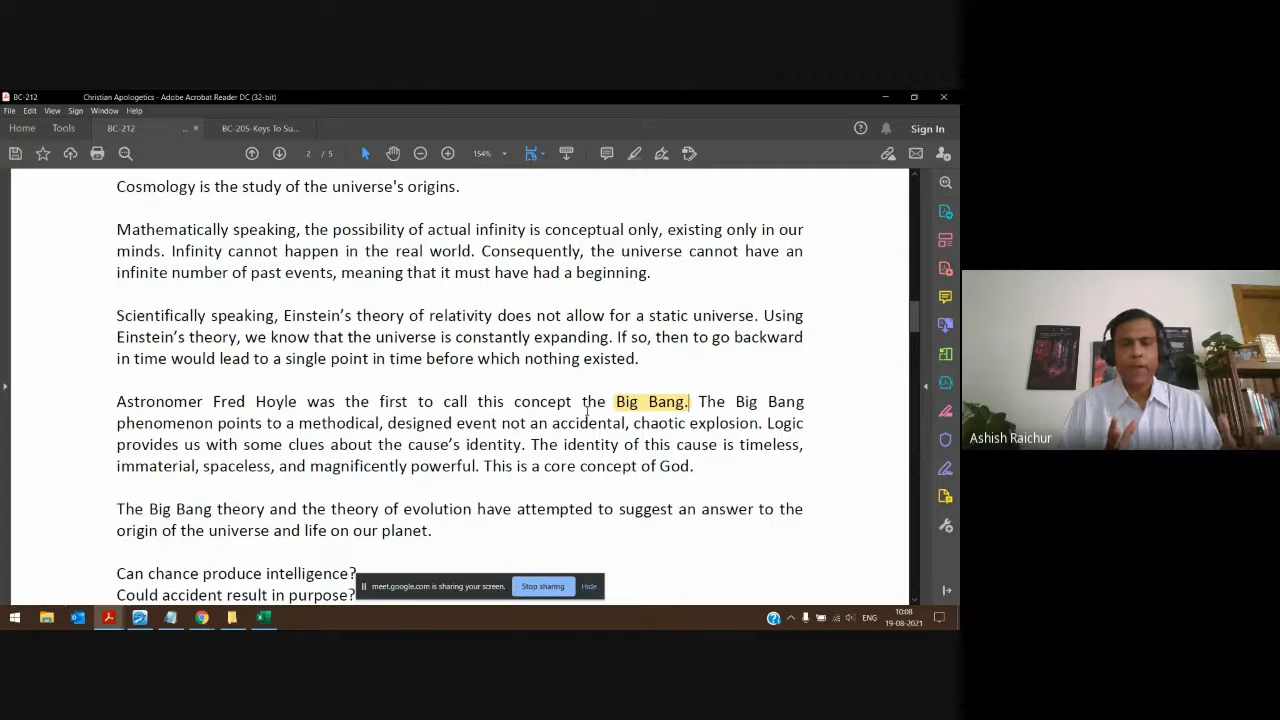 BC-212 Christian Apologetics - Adobe Acrobat Reader DC (32-bit)
File Edit View Sign Window Help
Home Tools BC-212 ... × BC-205-Keys To Su... Sign In
2 / 5 154%
Cosmology is the study of the universe's origins.
Mathematically speaking, the possibility of actual infinity is conceptual only, existing only in our
minds. Infinity cannot happen in the real world. Consequently, the universe cannot have an
infinite number of past events, meaning that it must have had a beginning.
Scientifically speaking, Einstein’s theory of relativity does not allow for a static universe. Using
Einstein’s theory, we know that the universe is constantly expanding. If so, then to go backward
in time would lead to a single point in time before which nothing existed.
Astronomer Fred Hoyle was the first to call this concept the Big Bang. The Big Bang
phenomenon points to a methodical, designed event not an accidental, chaotic explosion. Logic
provides us with some clues about the cause’s identity. The identity of this cause is timeless,
immaterial, spaceless, and magnificently powerful. This is a core concept of God.
Ashish Raichur
The Big Bang theory and the theory of evolution have attempted to suggest an answer to the
origin of the universe and life on our planet.
Can chance produce intelligence?
Could accident result in purpose?
meet.google.com is sharing your screen. Stop sharing Hide
ENG 10:08
19-08-2021